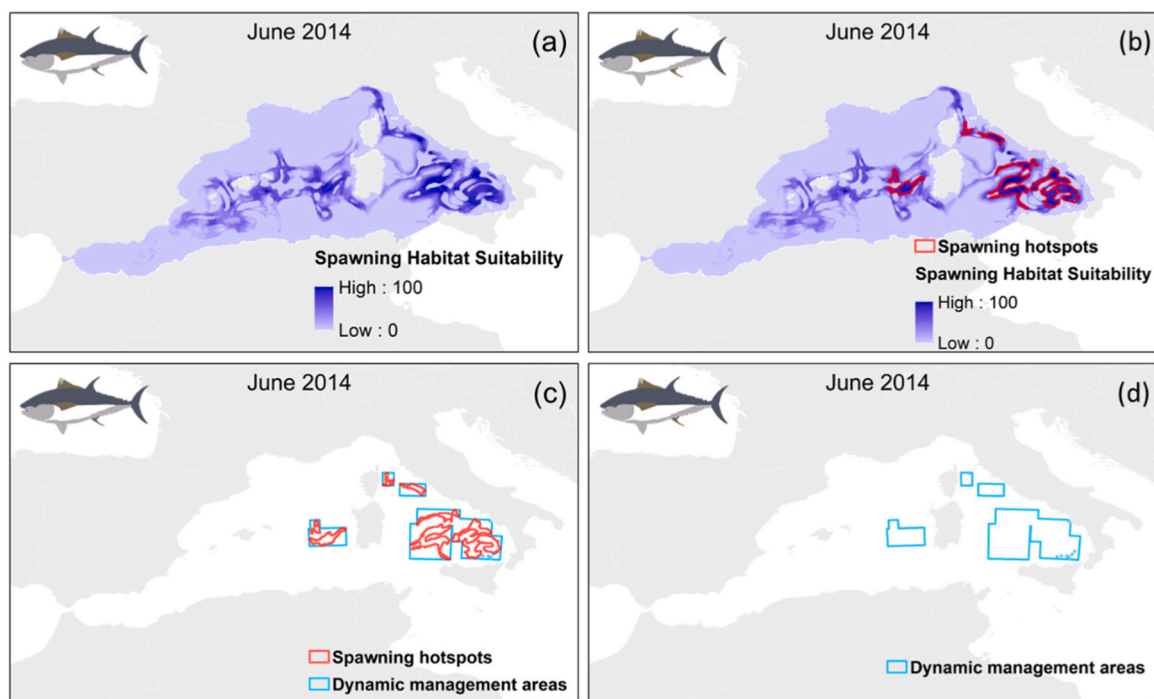 June 2014
(a)
Spawning Habitat Suitability
High : 100
Low : 0
June 2014
(b)
Spawning hotspots
Spawning Habitat Suitability
High : 100
Low : 0
June 2014
(c)
Spawning hotspots
Dynamic management areas
June 2014
(d)
Dynamic management areas